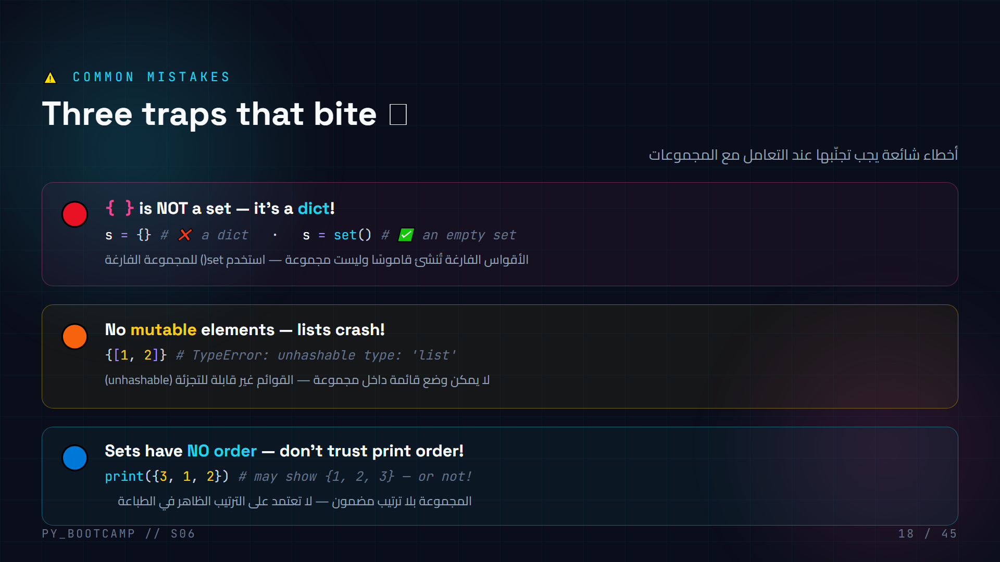 ⚠ COMMON MISTAKES
Three traps that bite
أخطاء شائعة يجب تجنّبها عند التعامل مع المجموعات
{ } is NOT a set — it's a dict!
s = {} # ❌ a dict · s = set() # ✅ an empty set
الأقواس الفارغة تُنشئ قاموسًا وليست مجموعة — استخدم set() للمجموعة الفارغة
No mutable elements — lists crash!
{[1, 2]} # TypeError: unhashable type: 'list'
لا يمكن وضع قائمة داخل مجموعة — القوائم غير قابلة للتجزئة (unhashable)
Sets have NO order — don't trust print order!
print({3, 1, 2}) # may show {1, 2, 3} — or not!
المجموعة بلا ترتيب مضمون — لا تعتمد على الترتيب الظاهر في الطباعة
PY_BOOTCAMP // S06
18 / 45